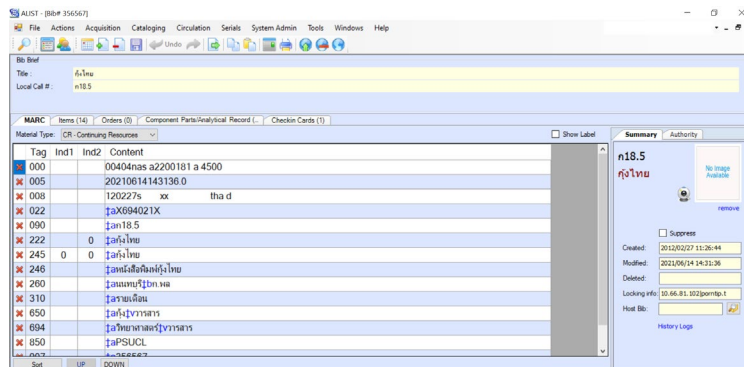 ALIST - [Bib# 356567]
File Actions Acquisition Cataloging Circulation Serials System Admin Tools Windows Help
Undo
Bib Brief
Title : กุ้งไทย
Local Call # : ก18.5
MARC Items (14) Orders (0) Component Parts/Analytical Record (.. Checkin Cards (1)
Material Type: CR - Continuing Resources Show Label
Tag Ind1 Ind2 Content
000 00404nas a2200181 a 4500
005 20210614143136.0
008 120227s xx tha d
022 ‡aX694021X
090 ‡aก18.5
222 0 ‡aกุ้งไทย
245 0 0 ‡aกุ้งไทย
246 ‡aหนังสือพิมพ์กุ้งไทย
260 ‡aนนทบุรี‡bก.พล
310 ‡aรายเดือน
650 ‡aกุ้ง‡vวารสาร
694 ‡aวิทยาศาสตร์‡vวารสาร
850 ‡aPSUCL
907 ‡a356567
Sort UP DOWN
Summary Authority
ก18.5
กุ้งไทย
No Image
Available
remove
Suppress
Created: 2012/02/27 11:26:44
Modified: 2021/06/14 14:31:36
Deleted:
Locking info: 10.66.81.102|porntip.t
Host Bib:
History Logs